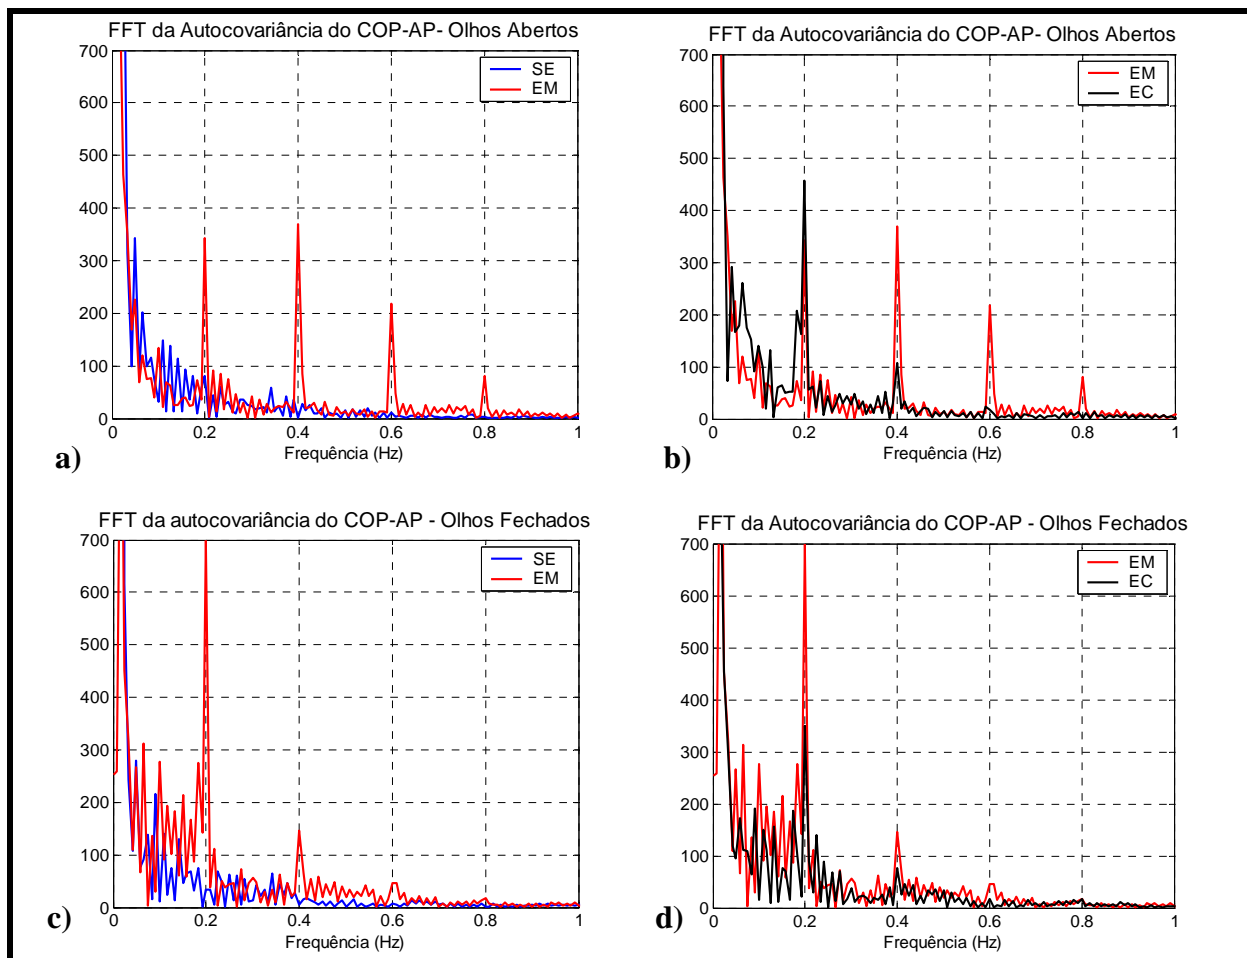 FFT da Autocovariância do COP-AP- Olhos Abertos
700
600
500
400
300
200
100
0
0
0.2
0.4
0.6
0.8
1
SE
EM
Frequência (Hz)
a)
FFT da Autocovariância do COP-AP- Olhos Abertos
700
600
500
400
300
200
100
0
0
0.2
0.4
0.6
0.8
1
EM
EC
Frequência (Hz)
b)
FFT da autocovariância do COP-AP - Olhos Fechados
700
600
500
400
300
200
100
0
0
0.2
0.4
0.6
0.8
1
SE
EM
Frequência (Hz)
c)
FFT da Autocovariância do COP-AP - Olhos Fechados
700
600
500
400
300
200
100
0
0
0.2
0.4
0.6
0.8
1
EM
EC
Frequência (Hz)
d)